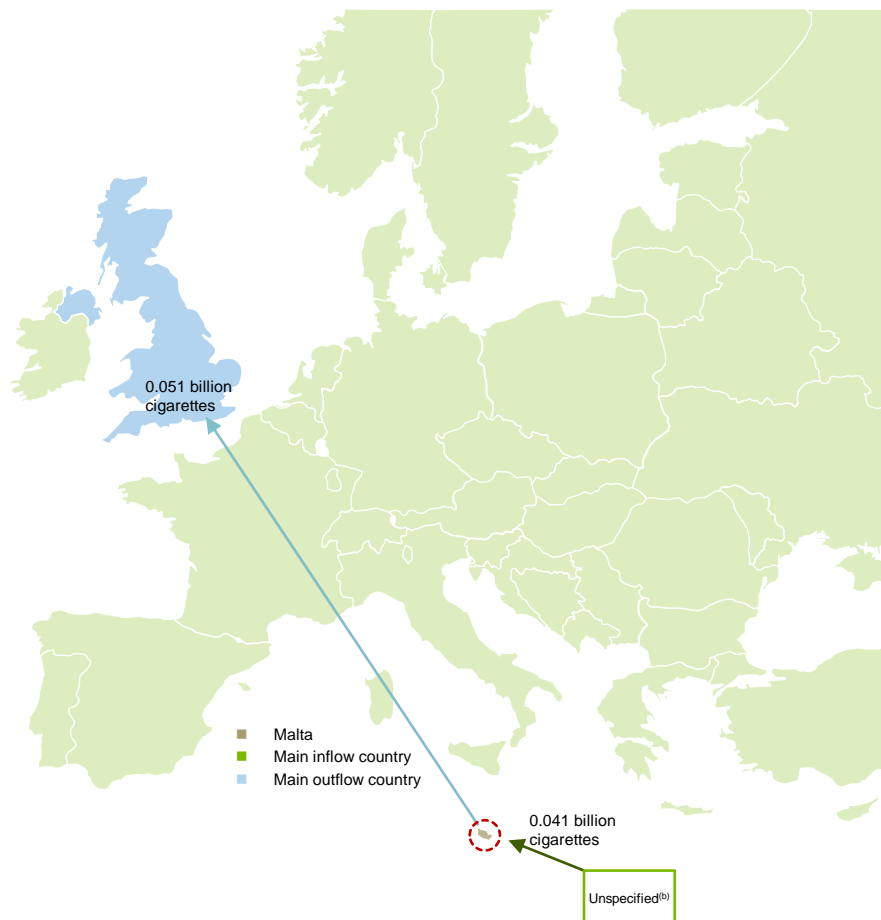 0.051 billion
cigarettes
Malta
Main inflow country
Main outflow country
0.041 billion
cigarettes
Unspecified(b)